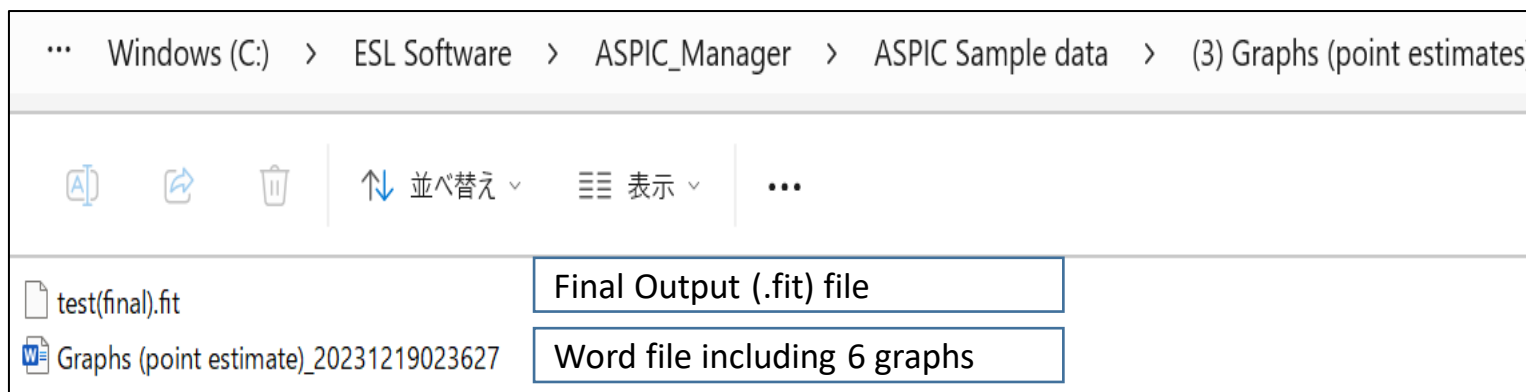 ··· Windows (C:) > ESL Software > ASPIC_Manager > ASPIC Sample data > (3) Graphs (point estimates)
並べ替え 表示 ···
test(final).fit Final Output (.fit) file
Graphs (point estimate)_20231219023627 Word file including 6 graphs